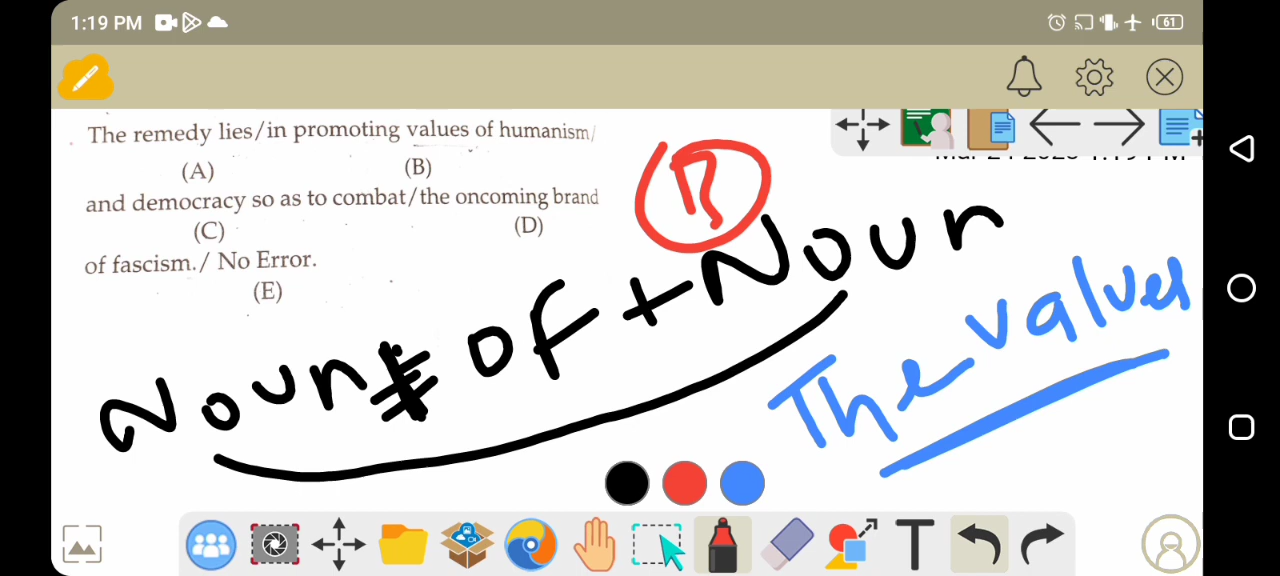 1:19 PM
61
The remedy lies/in promoting values of humanism/
(A) (B)
and democracy so as to combat/the oncoming brand
(C) (D)
of fascism./ No Error.
(E)
B
Noun of + Noun
The values
T